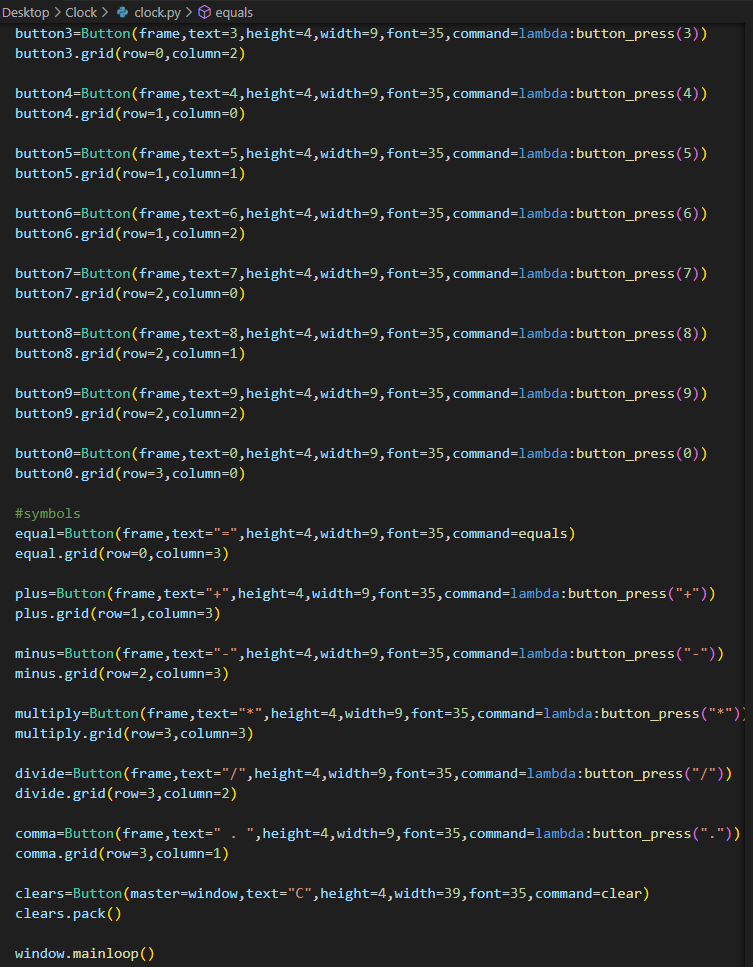 Desktop > Clock > clock.py > equals
button3=Button(frame,text=3,height=4,width=9,font=35,command=lambda:button_press(3))
button3.grid(row=0,column=2)
button4=Button(frame,text=4,height=4,width=9,font=35,command=lambda:button_press(4))
button4.grid(row=1,column=0)
button5=Button(frame,text=5,height=4,width=9,font=35,command=lambda:button_press(5))
button5.grid(row=1,column=1)
button6=Button(frame,text=6,height=4,width=9,font=35,command=lambda:button_press(6))
button6.grid(row=1,column=2)
button7=Button(frame,text=7,height=4,width=9,font=35,command=lambda:button_press(7))
button7.grid(row=2,column=0)
button8=Button(frame,text=8,height=4,width=9,font=35,command=lambda:button_press(8))
button8.grid(row=2,column=1)
button9=Button(frame,text=9,height=4,width=9,font=35,command=lambda:button_press(9))
button9.grid(row=2,column=2)
button0=Button(frame,text=0,height=4,width=9,font=35,command=lambda:button_press(0))
button0.grid(row=3,column=0)
#symbols
equal=Button(frame,text="=",height=4,width=9,font=35,command=equals)
equal.grid(row=0,column=3)
plus=Button(frame,text="+",height=4,width=9,font=35,command=lambda:button_press("+"))
plus.grid(row=1,column=3)
minus=Button(frame,text="-",height=4,width=9,font=35,command=lambda:button_press("-"))
minus.grid(row=2,column=3)
multiply=Button(frame,text="*",height=4,width=9,font=35,command=lambda:button_press("*"))
multiply.grid(row=3,column=3)
divide=Button(frame,text="/",height=4,width=9,font=35,command=lambda:button_press("/"))
divide.grid(row=3,column=2)
comma=Button(frame,text=" . ",height=4,width=9,font=35,command=lambda:button_press("."))
comma.grid(row=3,column=1)
clears=Button(master=window,text="C",height=4,width=39,font=35,command=clear)
clears.pack()
window.mainloop()